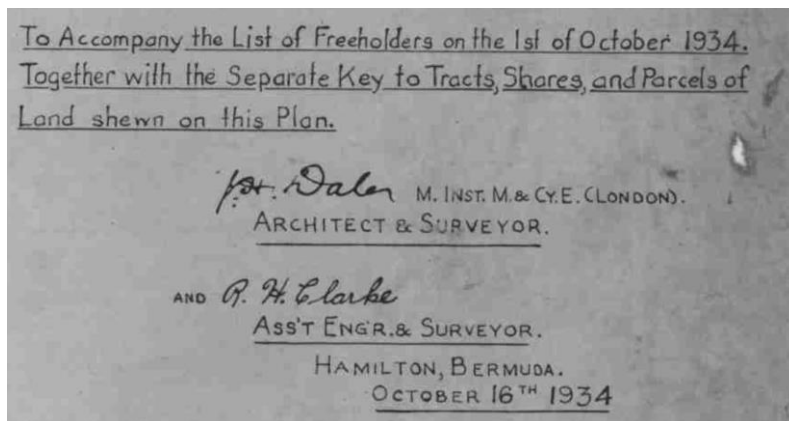 To Accompany the List of Freeholders on the 1st of October 1934.
Together with the Separate Key to Tracts, Shares, and Parcels of
Land shewn on this Plan.
M. INST. M. & CY. E. (LONDON).
ARCHITECT & SURVEYOR.
AND R. H. Clarke
ASS'T ENG'R. & SURVEYOR.
HAMILTON, BERMUDA.
OCTOBER 16TH 1934